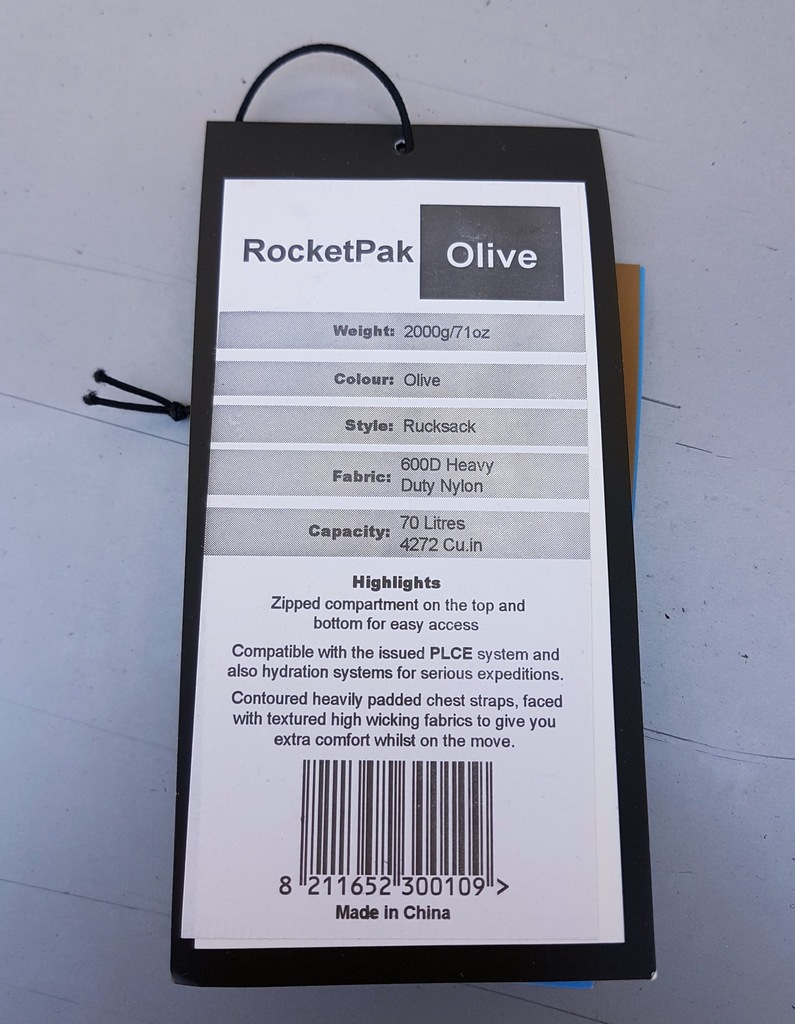 RocketPak Olive
Weight: 2000g/71oz
Colour: Olive
Style: Rucksack
Fabric: 600D Heavy
Duty Nylon
Capacity: 70 Litres
4272 Cu.in
Highlights
Zipped compartment on the top and
bottom for easy access
Compatible with the issued PLCE system and
also hydration systems for serious expeditions.
Contoured heavily padded chest straps, faced
with textured high wicking fabrics to give you
extra comfort whilst on the move.
8 211652 300109 >
Made in China